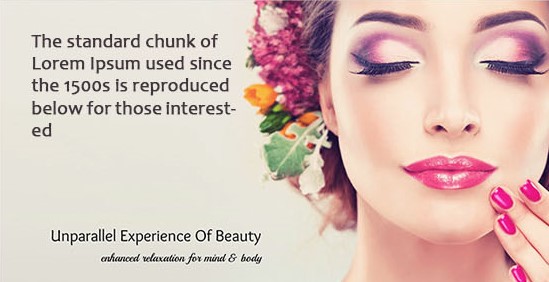 The standard chunk of
Lorem Ipsum used since
the 1500s is reproduced
below for those interest-
ed
Unparallel Experience Of Beauty
enhanced relaxation for mind & body